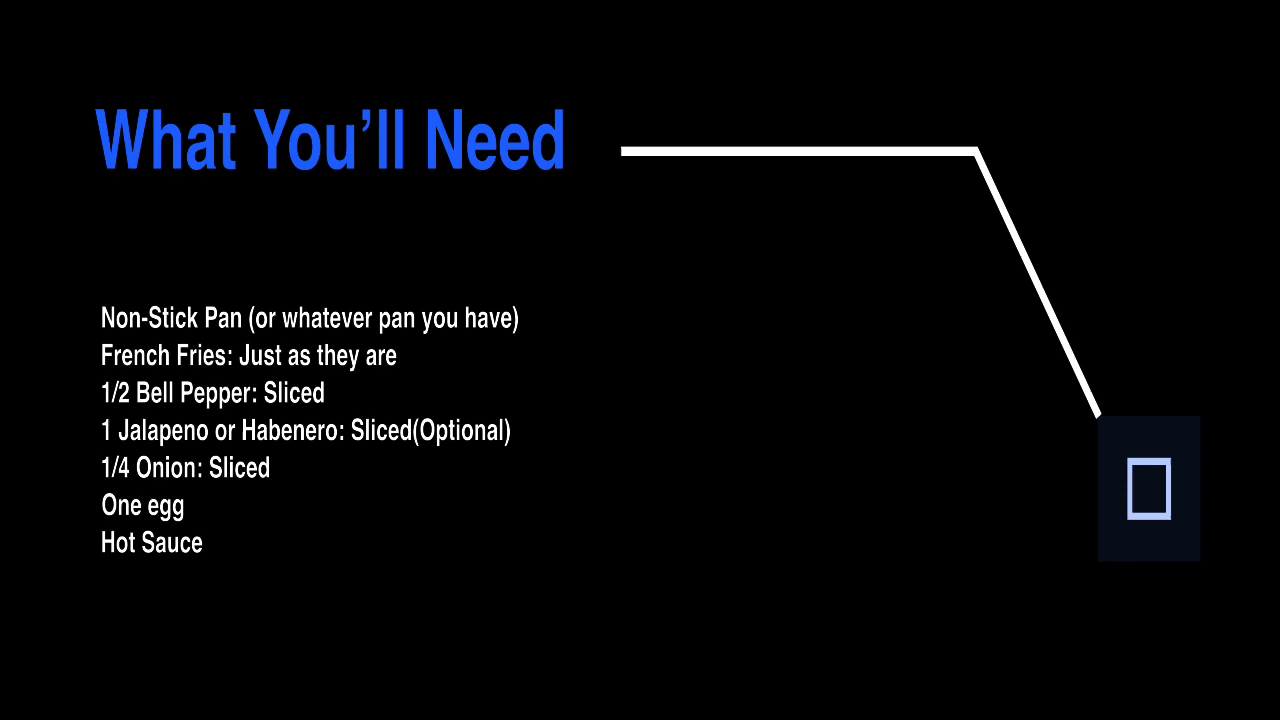 What You’ll Need
Non-Stick Pan (or whatever pan you have)
French Fries: Just as they are
1/2 Bell Pepper: Sliced
1 Jalapeno or Habenero: Sliced(Optional)
1/4 Onion: Sliced
One egg
Hot Sauce